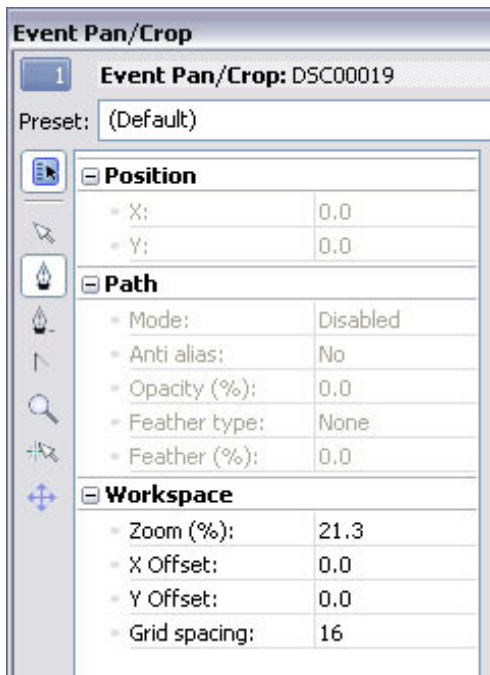 Event Pan/Crop
1 Event Pan/Crop: DSC00019
Preset: (Default)
Position
X: 0.0
Y: 0.0
Path
Mode: Disabled
Anti alias: No
Opacity (%): 0.0
Feather type: None
Feather (%): 0.0
Workspace
Zoom (%): 21.3
X Offset: 0.0
Y Offset: 0.0
Grid spacing: 16